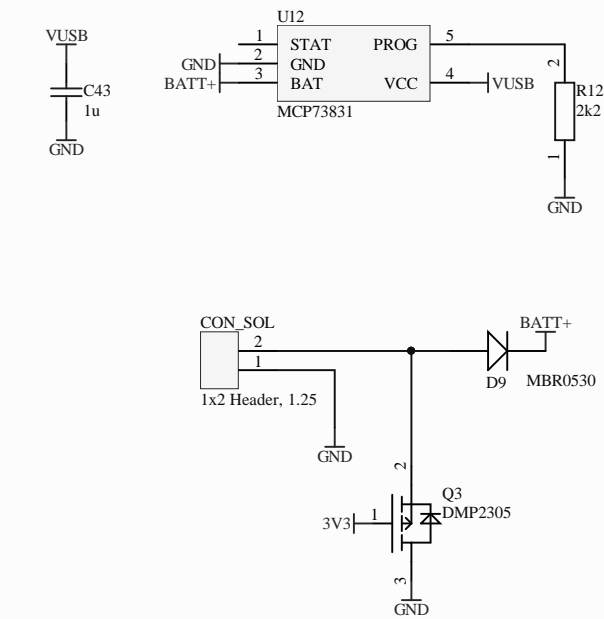 U12
VUSB
1
STAT
PROG
5
GND
2
GND
2
BATT+
3
BAT
VCC
4
VUSB
C43
1u
R12
2k2
MCP73831
GND
1
GND
CON_SOL
BATT+
2
1
D9
MBR0530
1x2 Header, 1.25
GND
2
Q3
DMP2305
3V3
1
3
GND